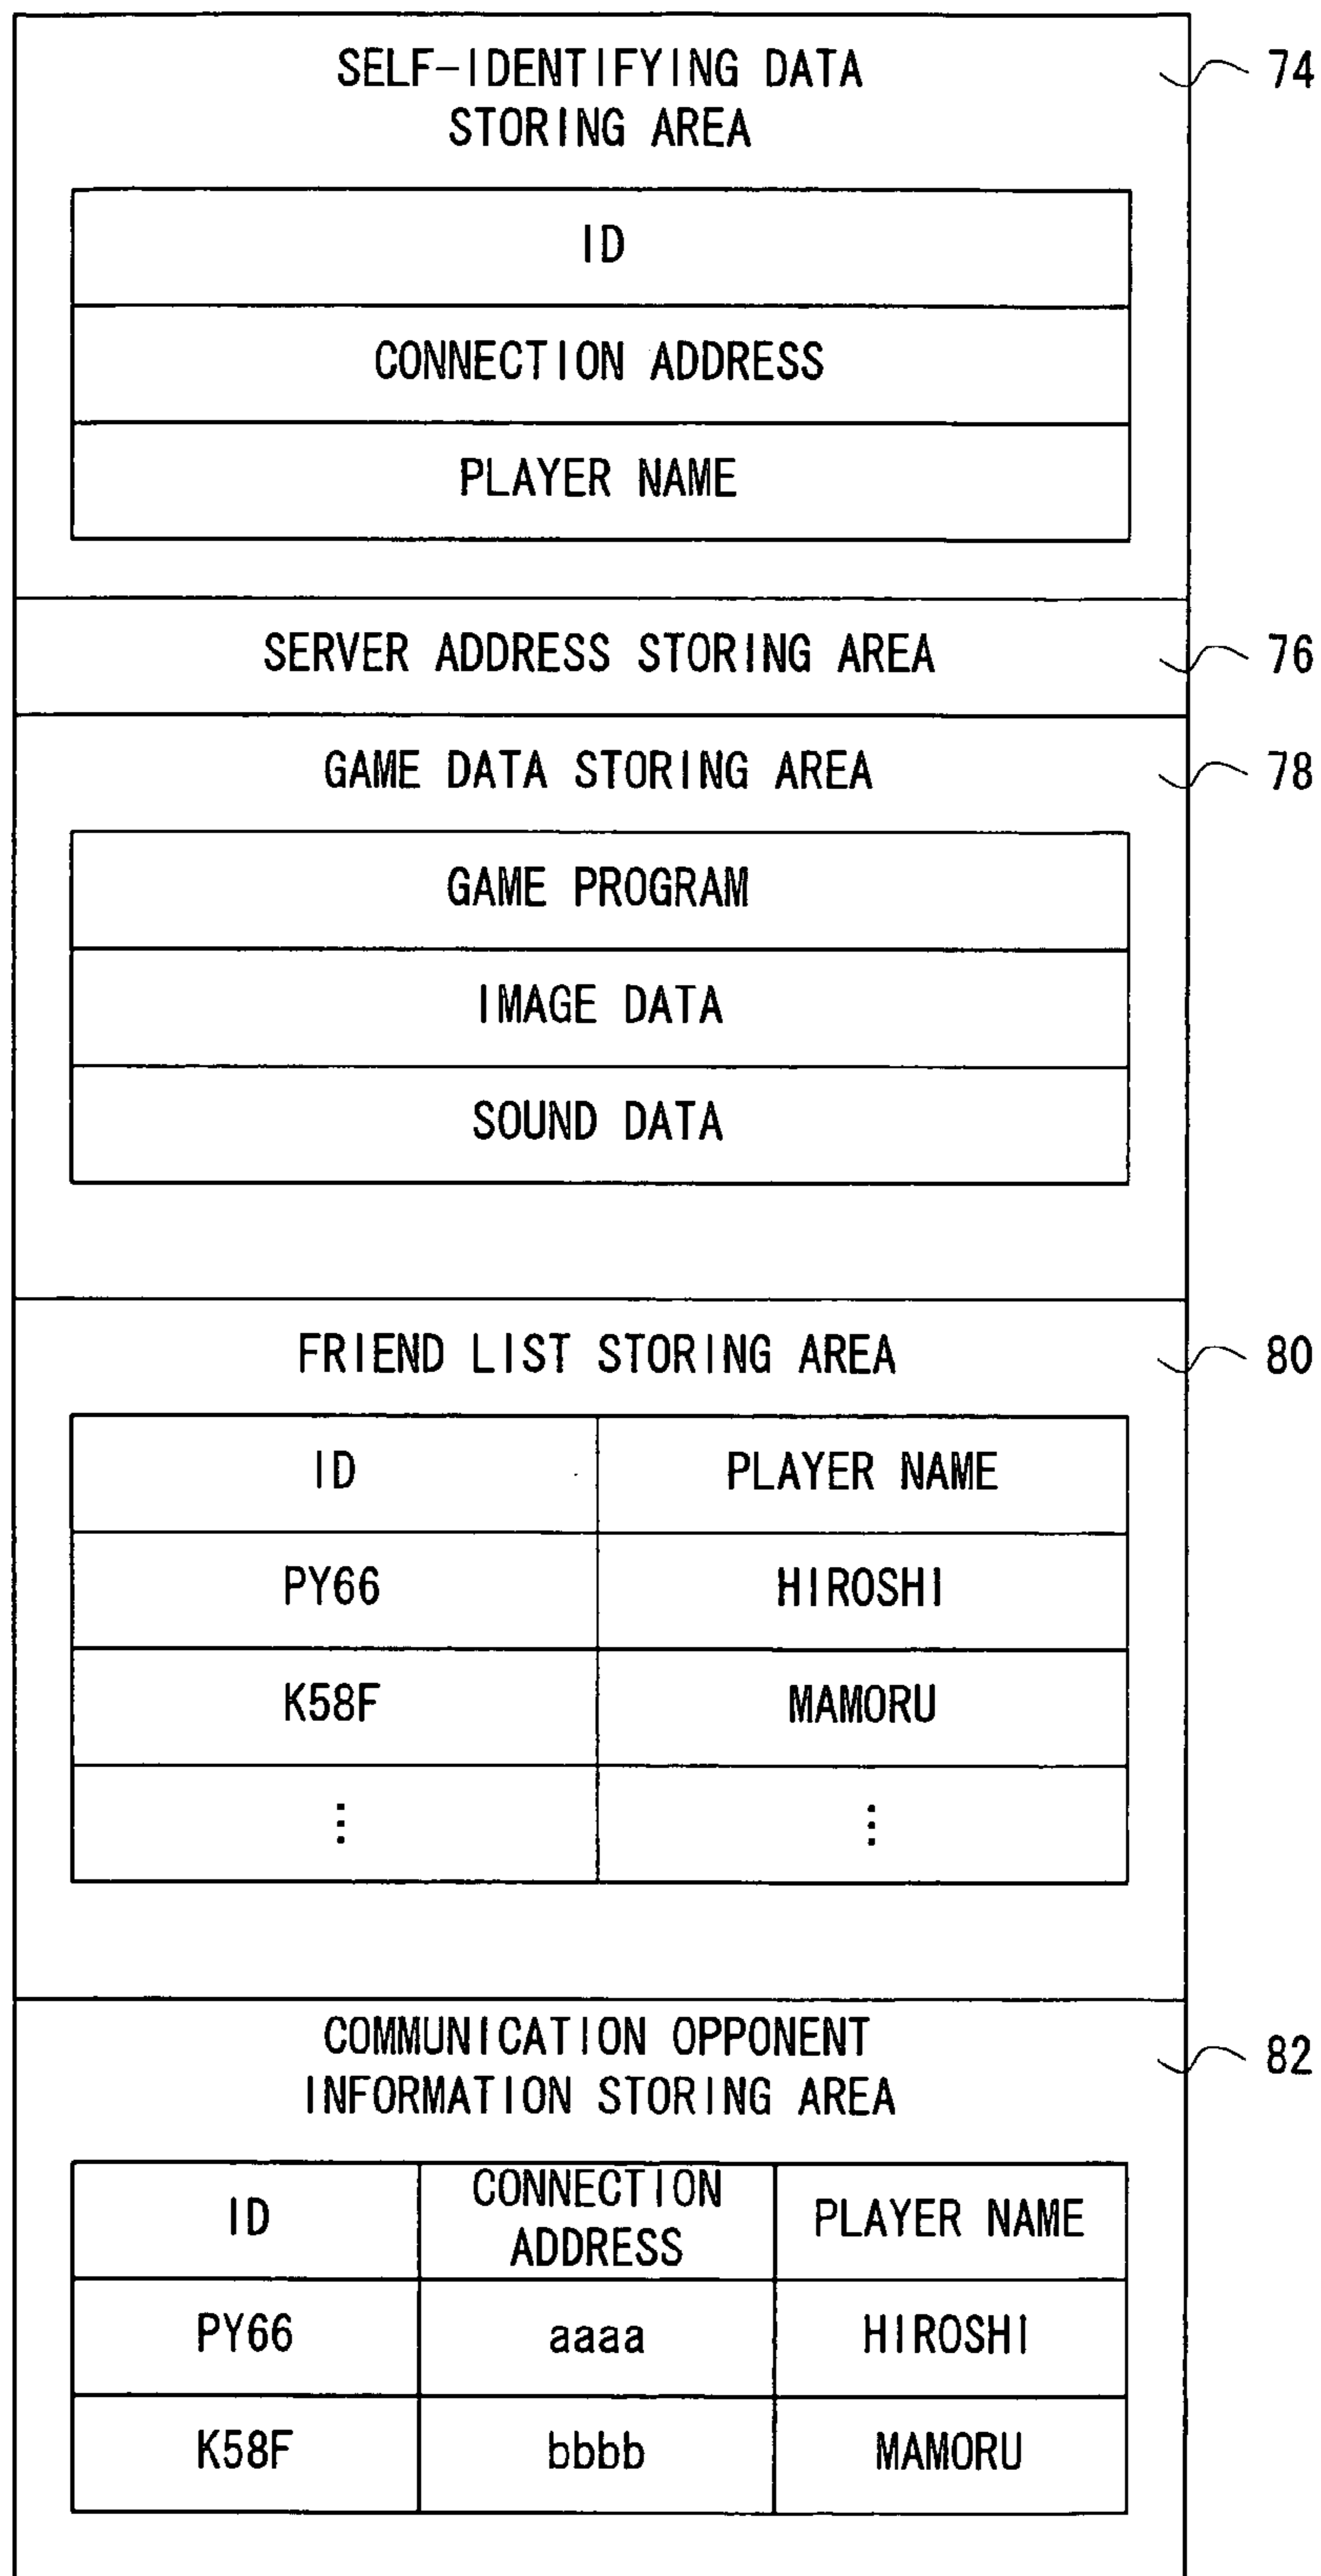 SELF-IDENTIFYING DATA
STORING AREA
74
ID
CONNECTION ADDRESS
PLAYER NAME
SERVER ADDRESS STORING AREA
76
GAME DATA STORING AREA
78
GAME PROGRAM
IMAGE DATA
SOUND DATA
FRIEND LIST STORING AREA
80
ID PLAYER NAME
PY66 HIROSHI
K58F MAMORU
⋮ ⋮
COMMUNICATION OPPONENT
INFORMATION STORING AREA
82
ID CONNECTION ADDRESS PLAYER NAME
PY66 aaaa HIROSHI
K58F bbbb MAMORU